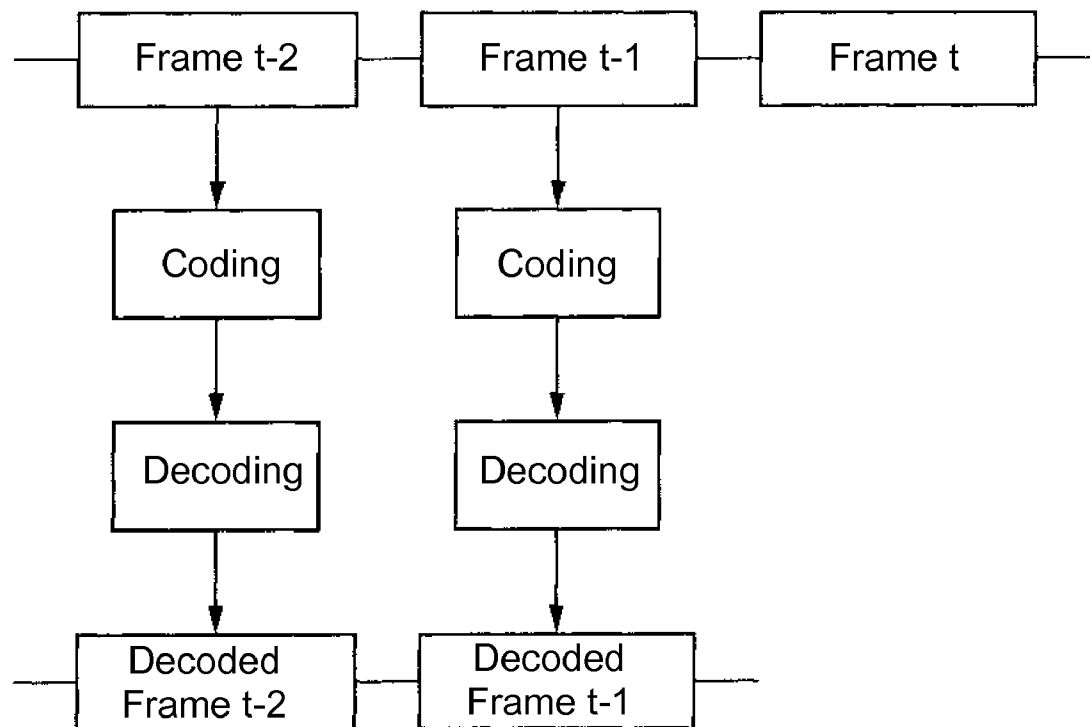 Frame t-2
Frame t-1
Frame t
Coding
Coding
Decoding
Decoding
Decoded
Frame t-2
Decoded
Frame t-1